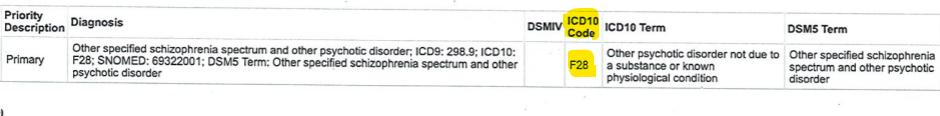 Priority Description Diagnosis DSMIV ICD10 Code ICD10 Term DSM5 Term
Primary
Other specified schizophrenia spectrum and other psychotic disorder; ICD9: 298.9; ICD10:
F28; SNOMED: 69322001; DSM5 Term: Other specified schizophrenia spectrum and other
psychotic disorder
F28
Other psychotic disorder not due to
a substance or known
physiological condition
Other specified schizophrenia
spectrum and other psychotic
disorder